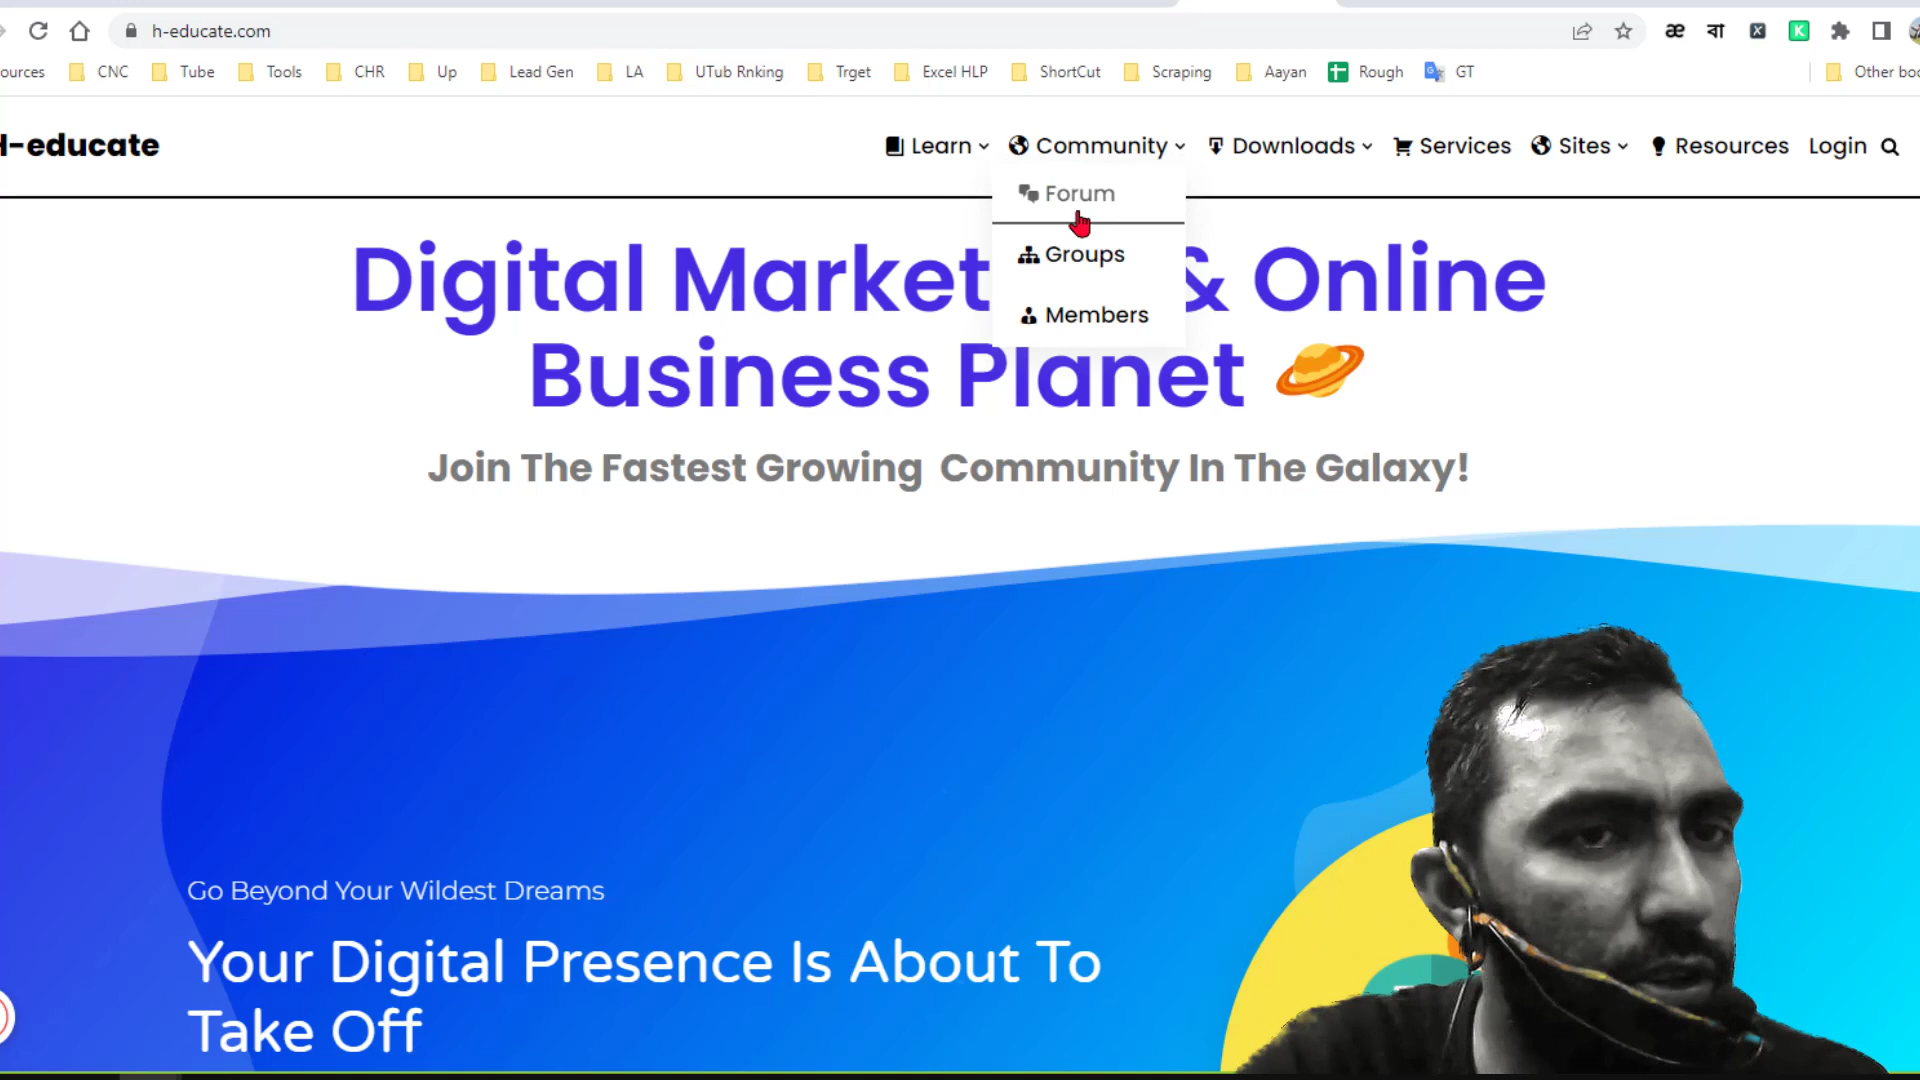 h-educate.com
ources CNC Tube Tools CHR Up Lead Gen LA UTub Rnking Trget Excel HLP ShortCut Scraping Aayan Rough GT Other boo
H-educate Learn Community Downloads Services Sites Resources Login
Forum
Groups
Members
Digital Market & Online
Business Planet
Join The Fastest Growing Community In The Galaxy!
Go Beyond Your Wildest Dreams
Your Digital Presence Is About To
Take Off